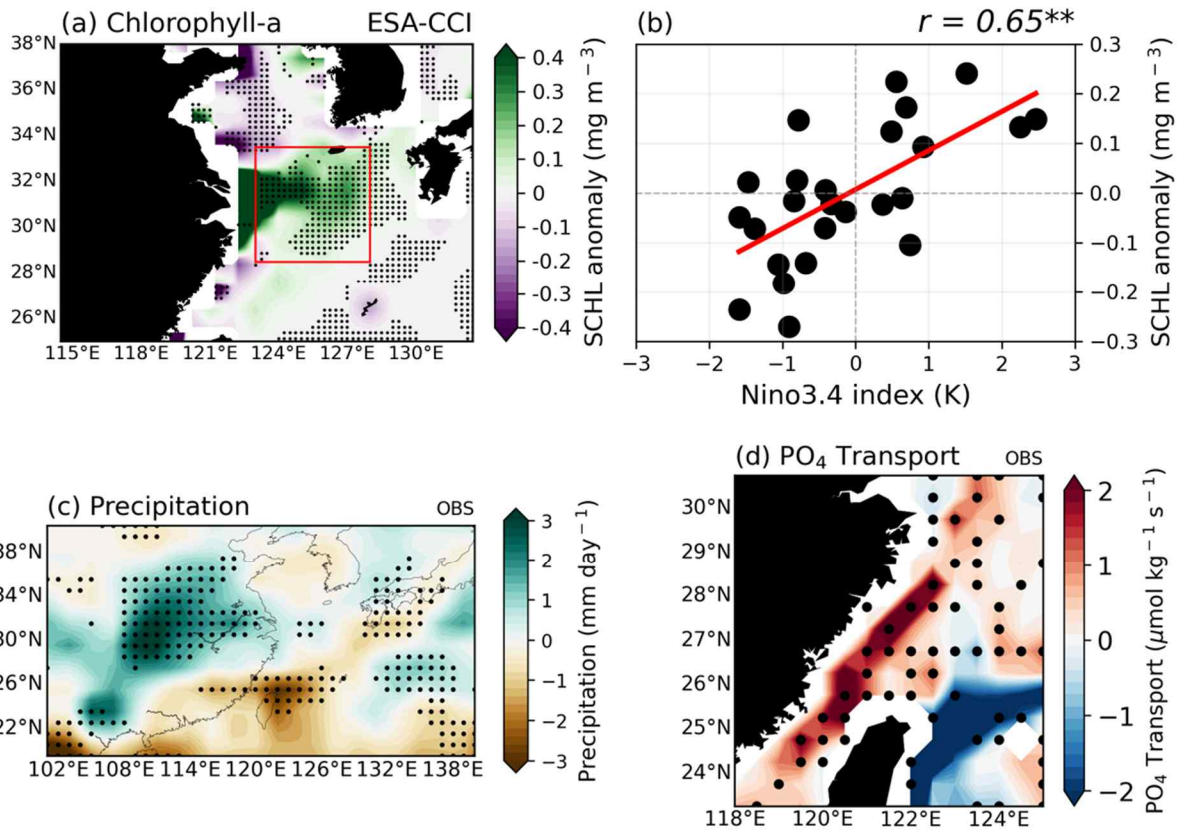 (a) Chlorophyll-a ESA-CCI
38°N
36°N
34°N
32°N
30°N
28°N
26°N
115°E 118°E 121°E 124°E 127°E 130°E
0.4
0.3
0.2
0.1
0
-0.1
-0.2
-0.3
-0.4
SCHL anomaly (mg m⁻³)
(b) r = 0.65**
0.3
0.2
0.1
0.0
−0.1
−0.2
−0.3
SCHL anomaly (mg m⁻³)
−3 −2 −1 0 1 2 3
Nino3.4 index (K)
(c) Precipitation OBS
38°N
34°N
30°N
26°N
22°N
102°E 108°E 114°E 120°E 126°E 132°E 138°E
3
2
1
0
−1
−2
−3
Precipitation (mm day⁻¹)
(d) PO₄ Transport OBS
30°N
29°N
28°N
27°N
26°N
25°N
24°N
118°E 120°E 122°E 124°E
2
1
0
−1
−2
PO₄ Transport (μmol kg⁻¹ s⁻¹)